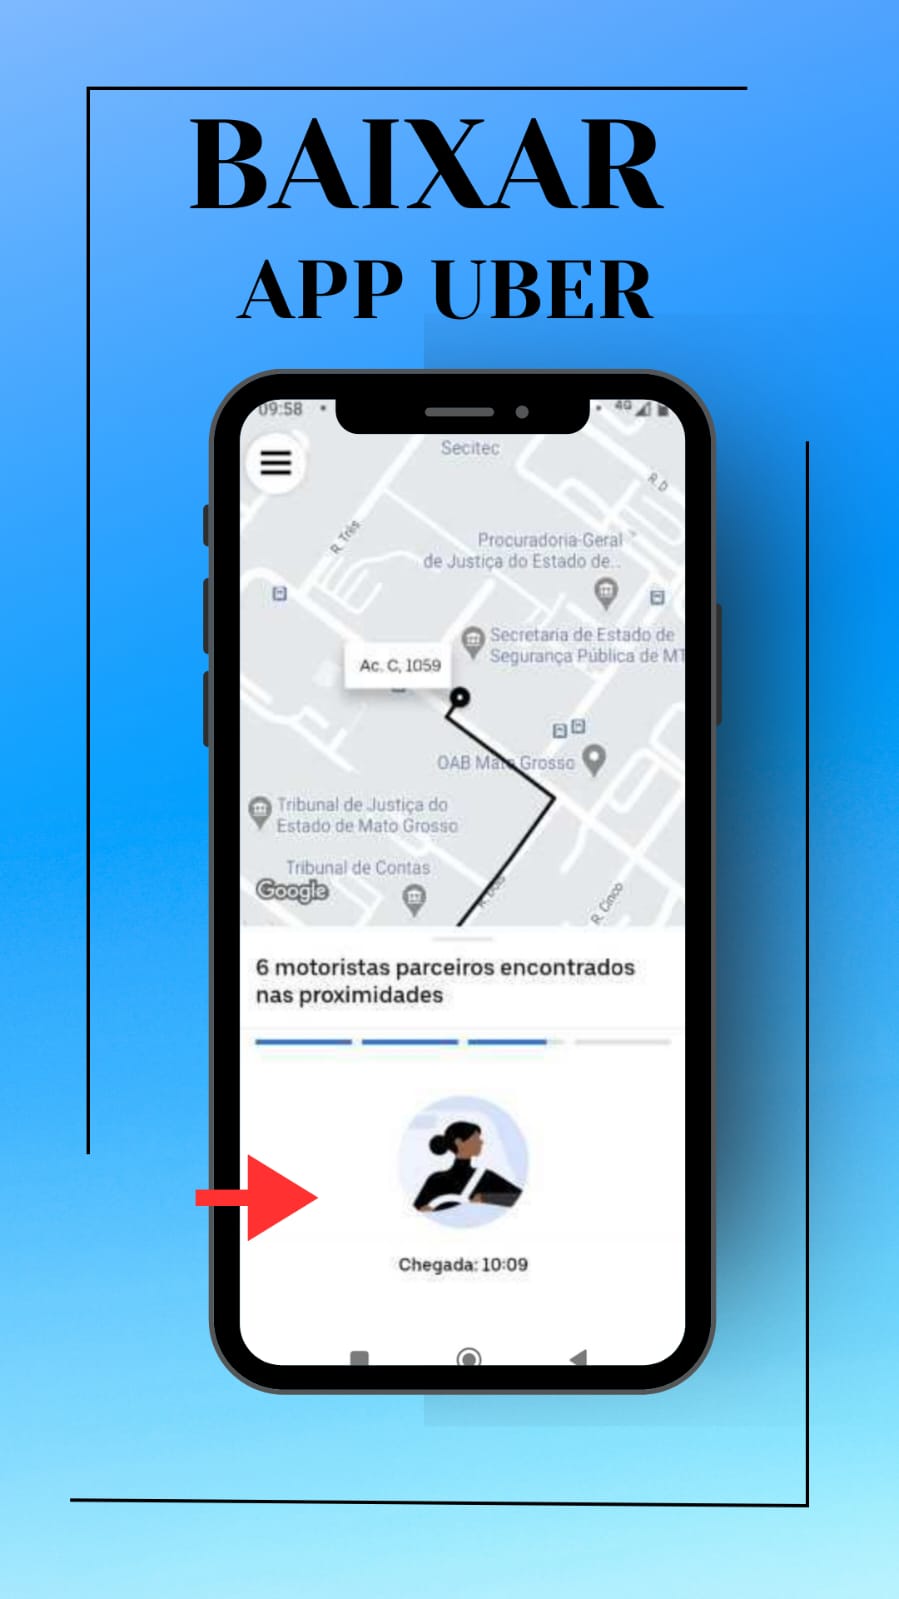 BAIXAR
APP UBER
09:58
4G
Secitec
R. D
R. Três
Procuradoria-Geral
de Justiça do Estado de...
Secretaria de Estado de
Segurança Pública de MT
Ac. C, 1059
OAB Mato Grosso
Tribunal de Justiça do
Estado de Mato Grosso
Tribunal de Contas
Google
R. Dois
R. Cinco
6 motoristas parceiros encontrados
nas proximidades
Chegada: 10:09